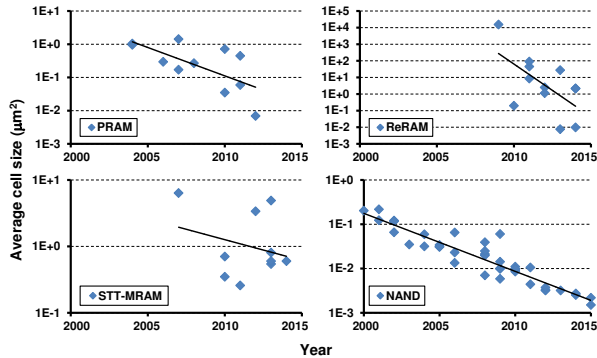 1E+1
1E+0
1E-1
1E-2
1E-3
PRAM
2000 2005 2010 2015
1E+5
1E+4
1E+3
1E+2
1E+1
1E+0
1E-1
1E-2
1E-3
ReRAM
2000 2005 2010 2015
Average cell size (µm²)
1E+1
1E+0
1E-1
STT-MRAM
2000 2005 2010 2015
1E+0
1E-1
1E-2
1E-3
NAND
2000 2005 2010 2015
Year